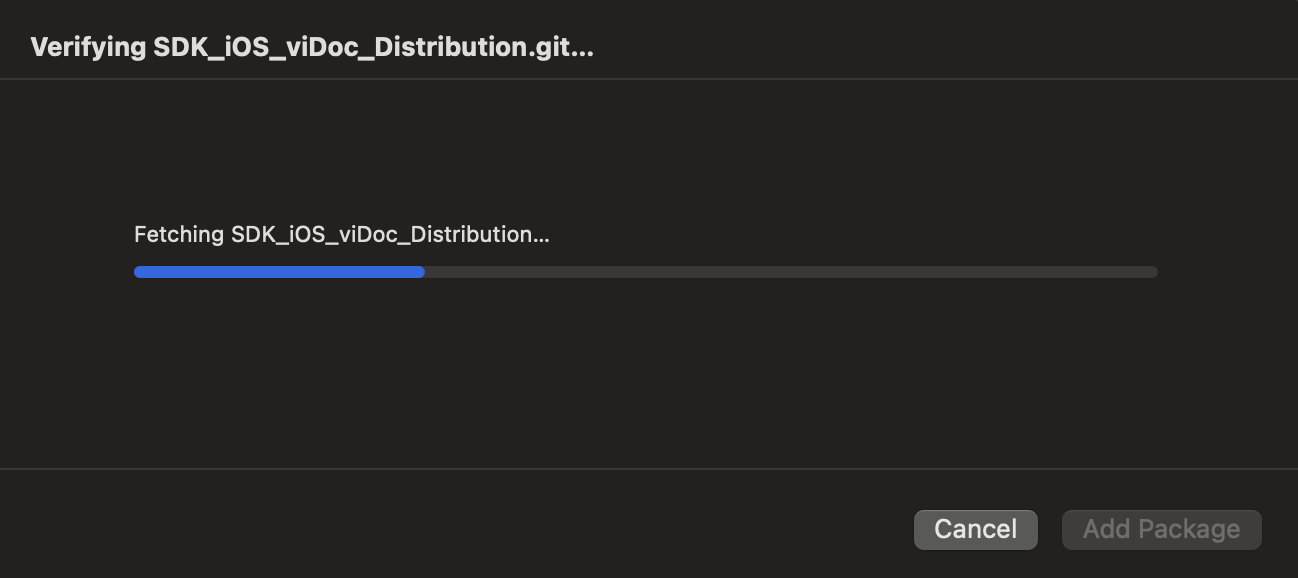 Verifying SDK_iOS_viDoc_Distribution.git...
Fetching SDK_iOS_viDoc_Distribution...
Cancel
Add Package